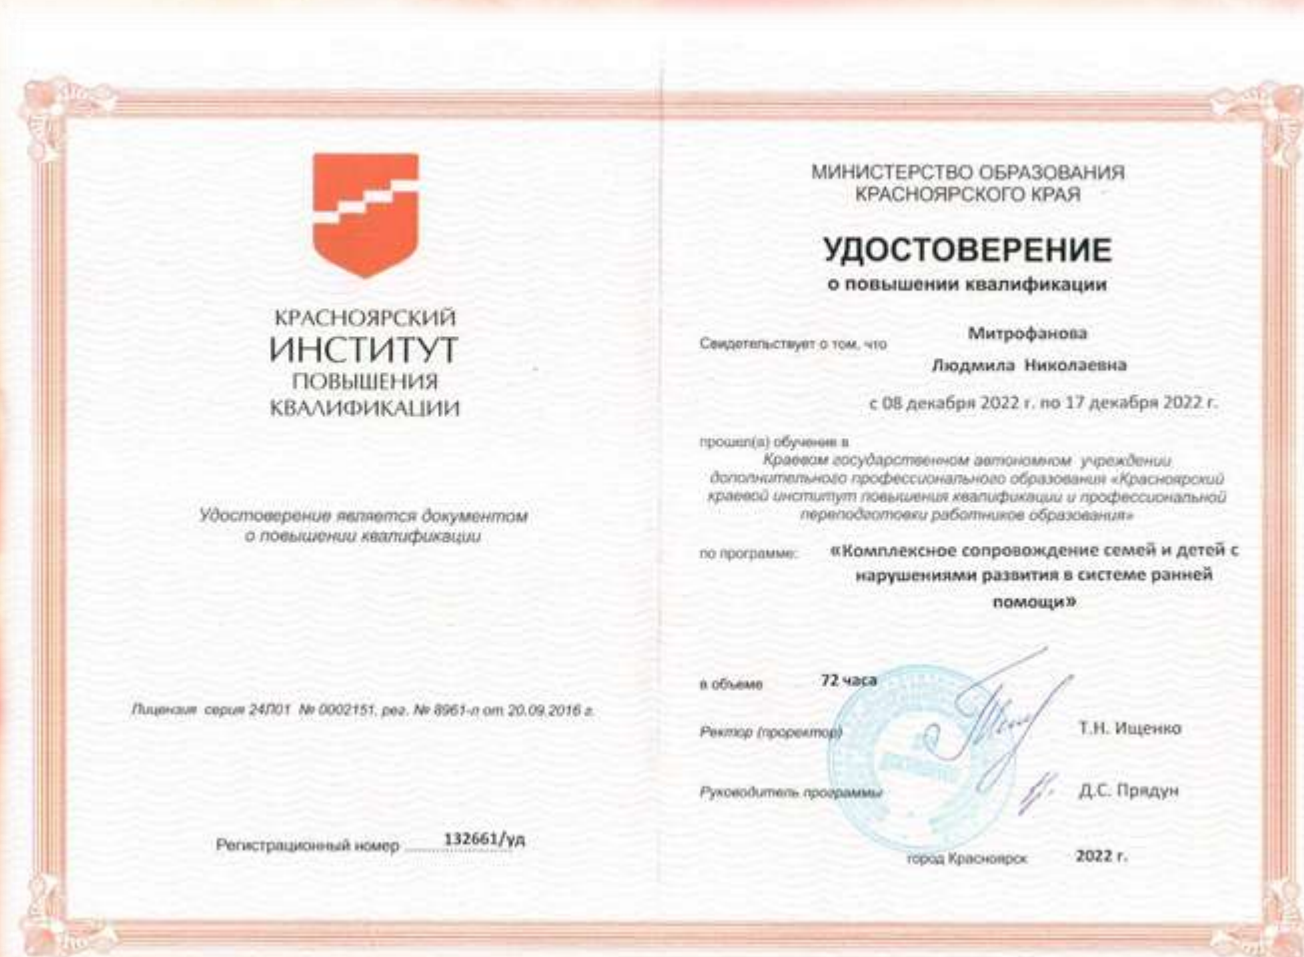 КРАСНОЯРСКИЙ
ИНСТИТУТ
ПОВЫШЕНИЯ
КВАЛИФИКАЦИИ
Удостоверение является документом
о повышении квалификации
Лицензия серия 24Л01 № 0002151, рег. № 8961-л от 20.09.2016 г.
Регистрационный номер 132661/уд
МИНИСТЕРСТВО ОБРАЗОВАНИЯ
КРАСНОЯРСКОГО КРАЯ
УДОСТОВЕРЕНИЕ
о повышении квалификации
Митрофанова
Свидетельствует о том, что
Людмила Николаевна
с 08 декабря 2022 г. по 17 декабря 2022 г.
прошел(а) обучение в
Краевом государственном автономном учреждении
дополнительного профессионального образования «Красноярский
краевой институт повышения квалификации и профессиональной
переподготовки работников образования»
по программе: «Комплексное сопровождение семей и детей с
нарушениями развития в системе ранней
помощи»
в объеме 72 часа
Ректор (проректор) Т.Н. Ищенко
Руководитель программы Д.С. Прядун
город Красноярск 2022 г.